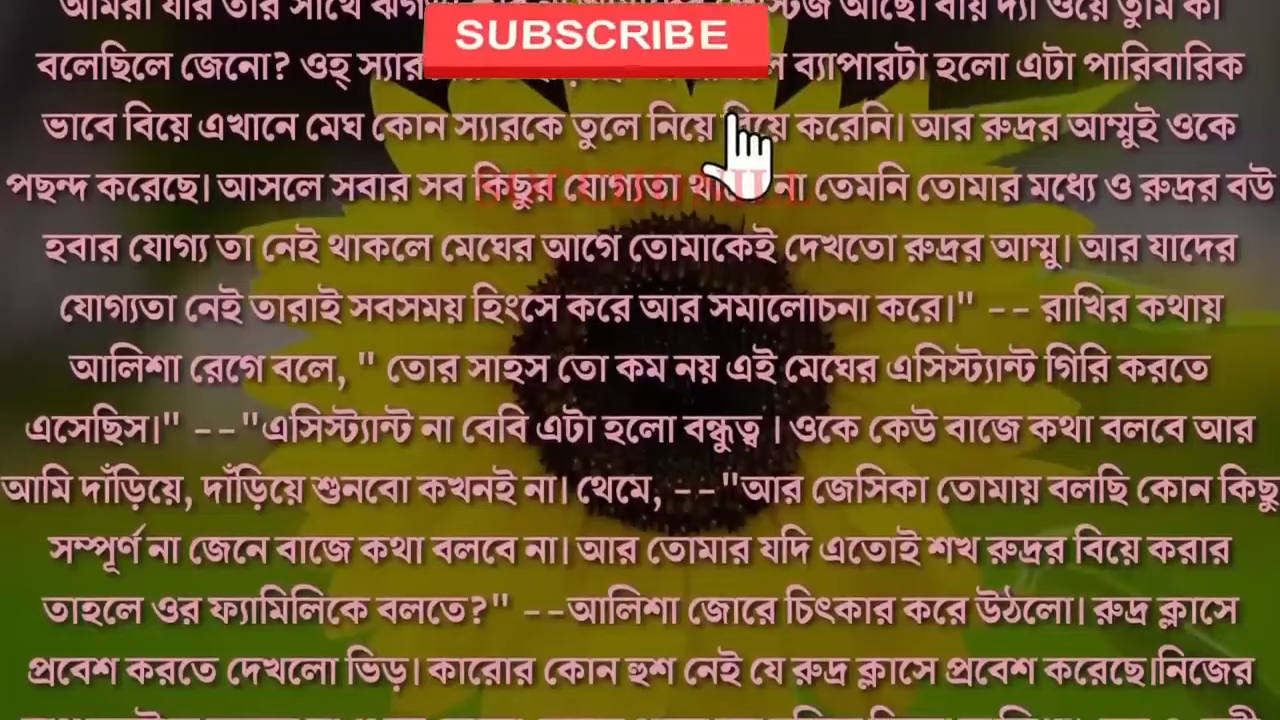 আমরা যার তার সাথে আছে। বায় দ্যা ওয়ে তুমি কী
SUBSCRIBE
বলেছিলে জেনো? ওহ্ স্যার ব্যাপারটা হলো এটা পারিবারিক
ভাবে বিয়ে এখানে মেঘ কোন স্যারকে তুলে নিয়ে বিয়ে করেনি। আর রুদ্রর আম্মুই ওকে
পছন্দ করেছে। আসলে সবার সব কিছুর যোগ্যতা না তেমনি তোমার মধ্যে ও রুদ্রর বউ
হবার যোগ্য তা নেই থাকলে মেঘের আগে তোমাকেই দেখতো রুদ্রর আম্মু। আর যাদের
যোগ্যতা নেই তারাই সবসময় হিংসে করে আর সমালোচনা করে।" -- রাখির কথায়
আলিশা রেগে বলে, " তোর সাহস তো কম নয় এই মেঘের এসিস্ট্যান্ট গিরি করতে
এসেছিস।" --"এসিস্ট্যান্ট না বেবি এটা হলো বন্ধুত্ব । ওকে কেউ বাজে কথা বলবে আর
আমি দাঁড়িয়ে, দাঁড়িয়ে শুনবো কখনই না। থেমে, --"আর জেসিকা তোমায় বলছি কোন কিছু
সম্পূর্ণ না জেনে বাজে কথা বলবে না। আর তোমার যদি এতোই শখ রুদ্রর বিয়ে করার
তাহলে ওর ফ্যামিলিকে বলতে?" --আলিশা জোরে চিৎকার করে উঠলো। রুদ্র ক্লাসে
প্রবেশ করতে দেখলো ভিড়। কারোর কোন হুশ নেই যে রুদ্র ক্লাসে প্রবেশ করেছে।নিজের